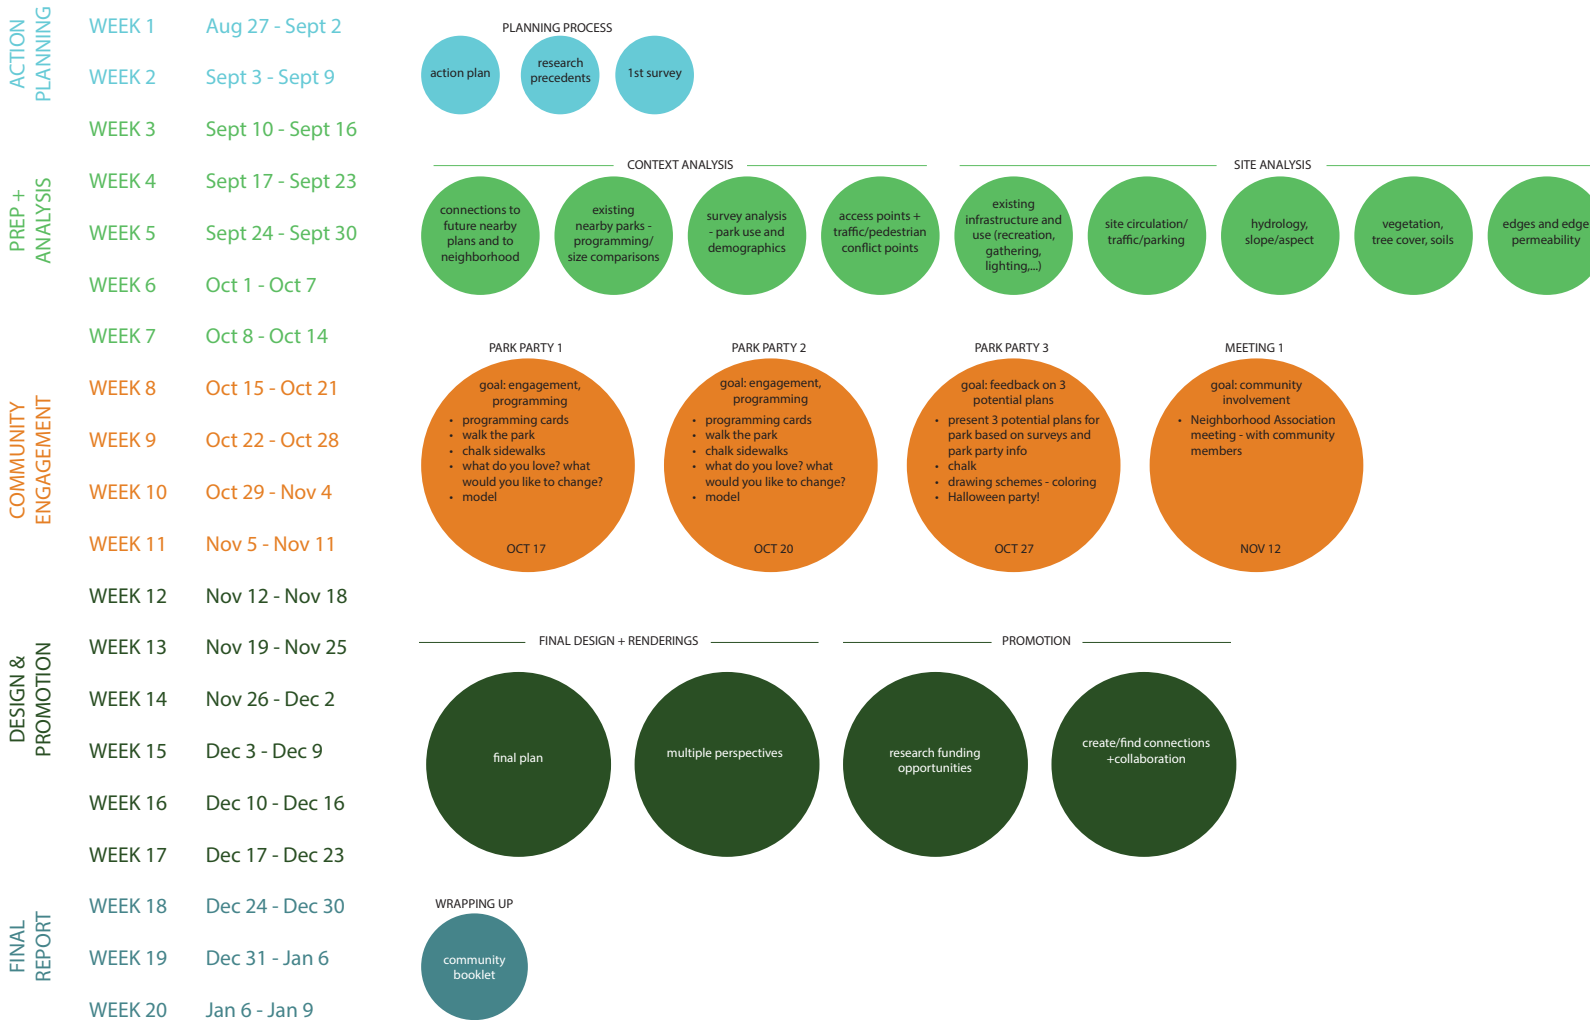 ACTION
PLANNING
WEEK 1 Aug 27 - Sept 2
WEEK 2 Sept 3 - Sept 9
PLANNING PROCESS
action plan
research
precedents
1st survey
PREP +
ANALYSIS
WEEK 3 Sept 10 - Sept 16
WEEK 4 Sept 17 - Sept 23
WEEK 5 Sept 24 - Sept 30
WEEK 6 Oct 1 - Oct 7
WEEK 7 Oct 8 - Oct 14
CONTEXT ANALYSIS
connections to
future nearby
plans and to
neighborhood
existing
nearby parks -
programming/
size comparisons
survey analysis
- park use and
demographics
access points +
traffic/pedestrian
conflict points
SITE ANALYSIS
existing
infrastructure and
use (recreation,
gathering,
lighting,...)
site circulation/
traffic/parking
hydrology,
slope/aspect
vegetation,
tree cover, soils
edges and edge
permeability
COMMUNITY
ENGAGEMENT
WEEK 8 Oct 15 - Oct 21
WEEK 9 Oct 22 - Oct 28
WEEK 10 Oct 29 - Nov 4
WEEK 11 Nov 5 - Nov 11
PARK PARTY 1
goal: engagement,
programming
• programming cards
• walk the park
• chalk sidewalks
• what do you love? what
would you like to change?
• model
OCT 17
PARK PARTY 2
goal: engagement,
programming
• programming cards
• walk the park
• chalk sidewalks
• what do you love? what
would you like to change?
• model
OCT 20
PARK PARTY 3
goal: feedback on 3
potential plans
• present 3 potential plans for
park based on surveys and
park party info
• chalk
• drawing schemes - coloring
• Halloween party!
OCT 27
MEETING 1
goal: community
involvement
• Neighborhood Association
meeting - with community
members
NOV 12
DESIGN &
PROMOTION
WEEK 12 Nov 12 - Nov 18
WEEK 13 Nov 19 - Nov 25
WEEK 14 Nov 26 - Dec 2
WEEK 15 Dec 3 - Dec 9
WEEK 16 Dec 10 - Dec 16
WEEK 17 Dec 17 - Dec 23
FINAL DESIGN + RENDERINGS
final plan
multiple perspectives
PROMOTION
research funding
opportunities
create/find connections
+collaboration
FINAL
REPORT
WEEK 18 Dec 24 - Dec 30
WEEK 19 Dec 31 - Jan 6
WEEK 20 Jan 6 - Jan 9
WRAPPING UP
community
booklet